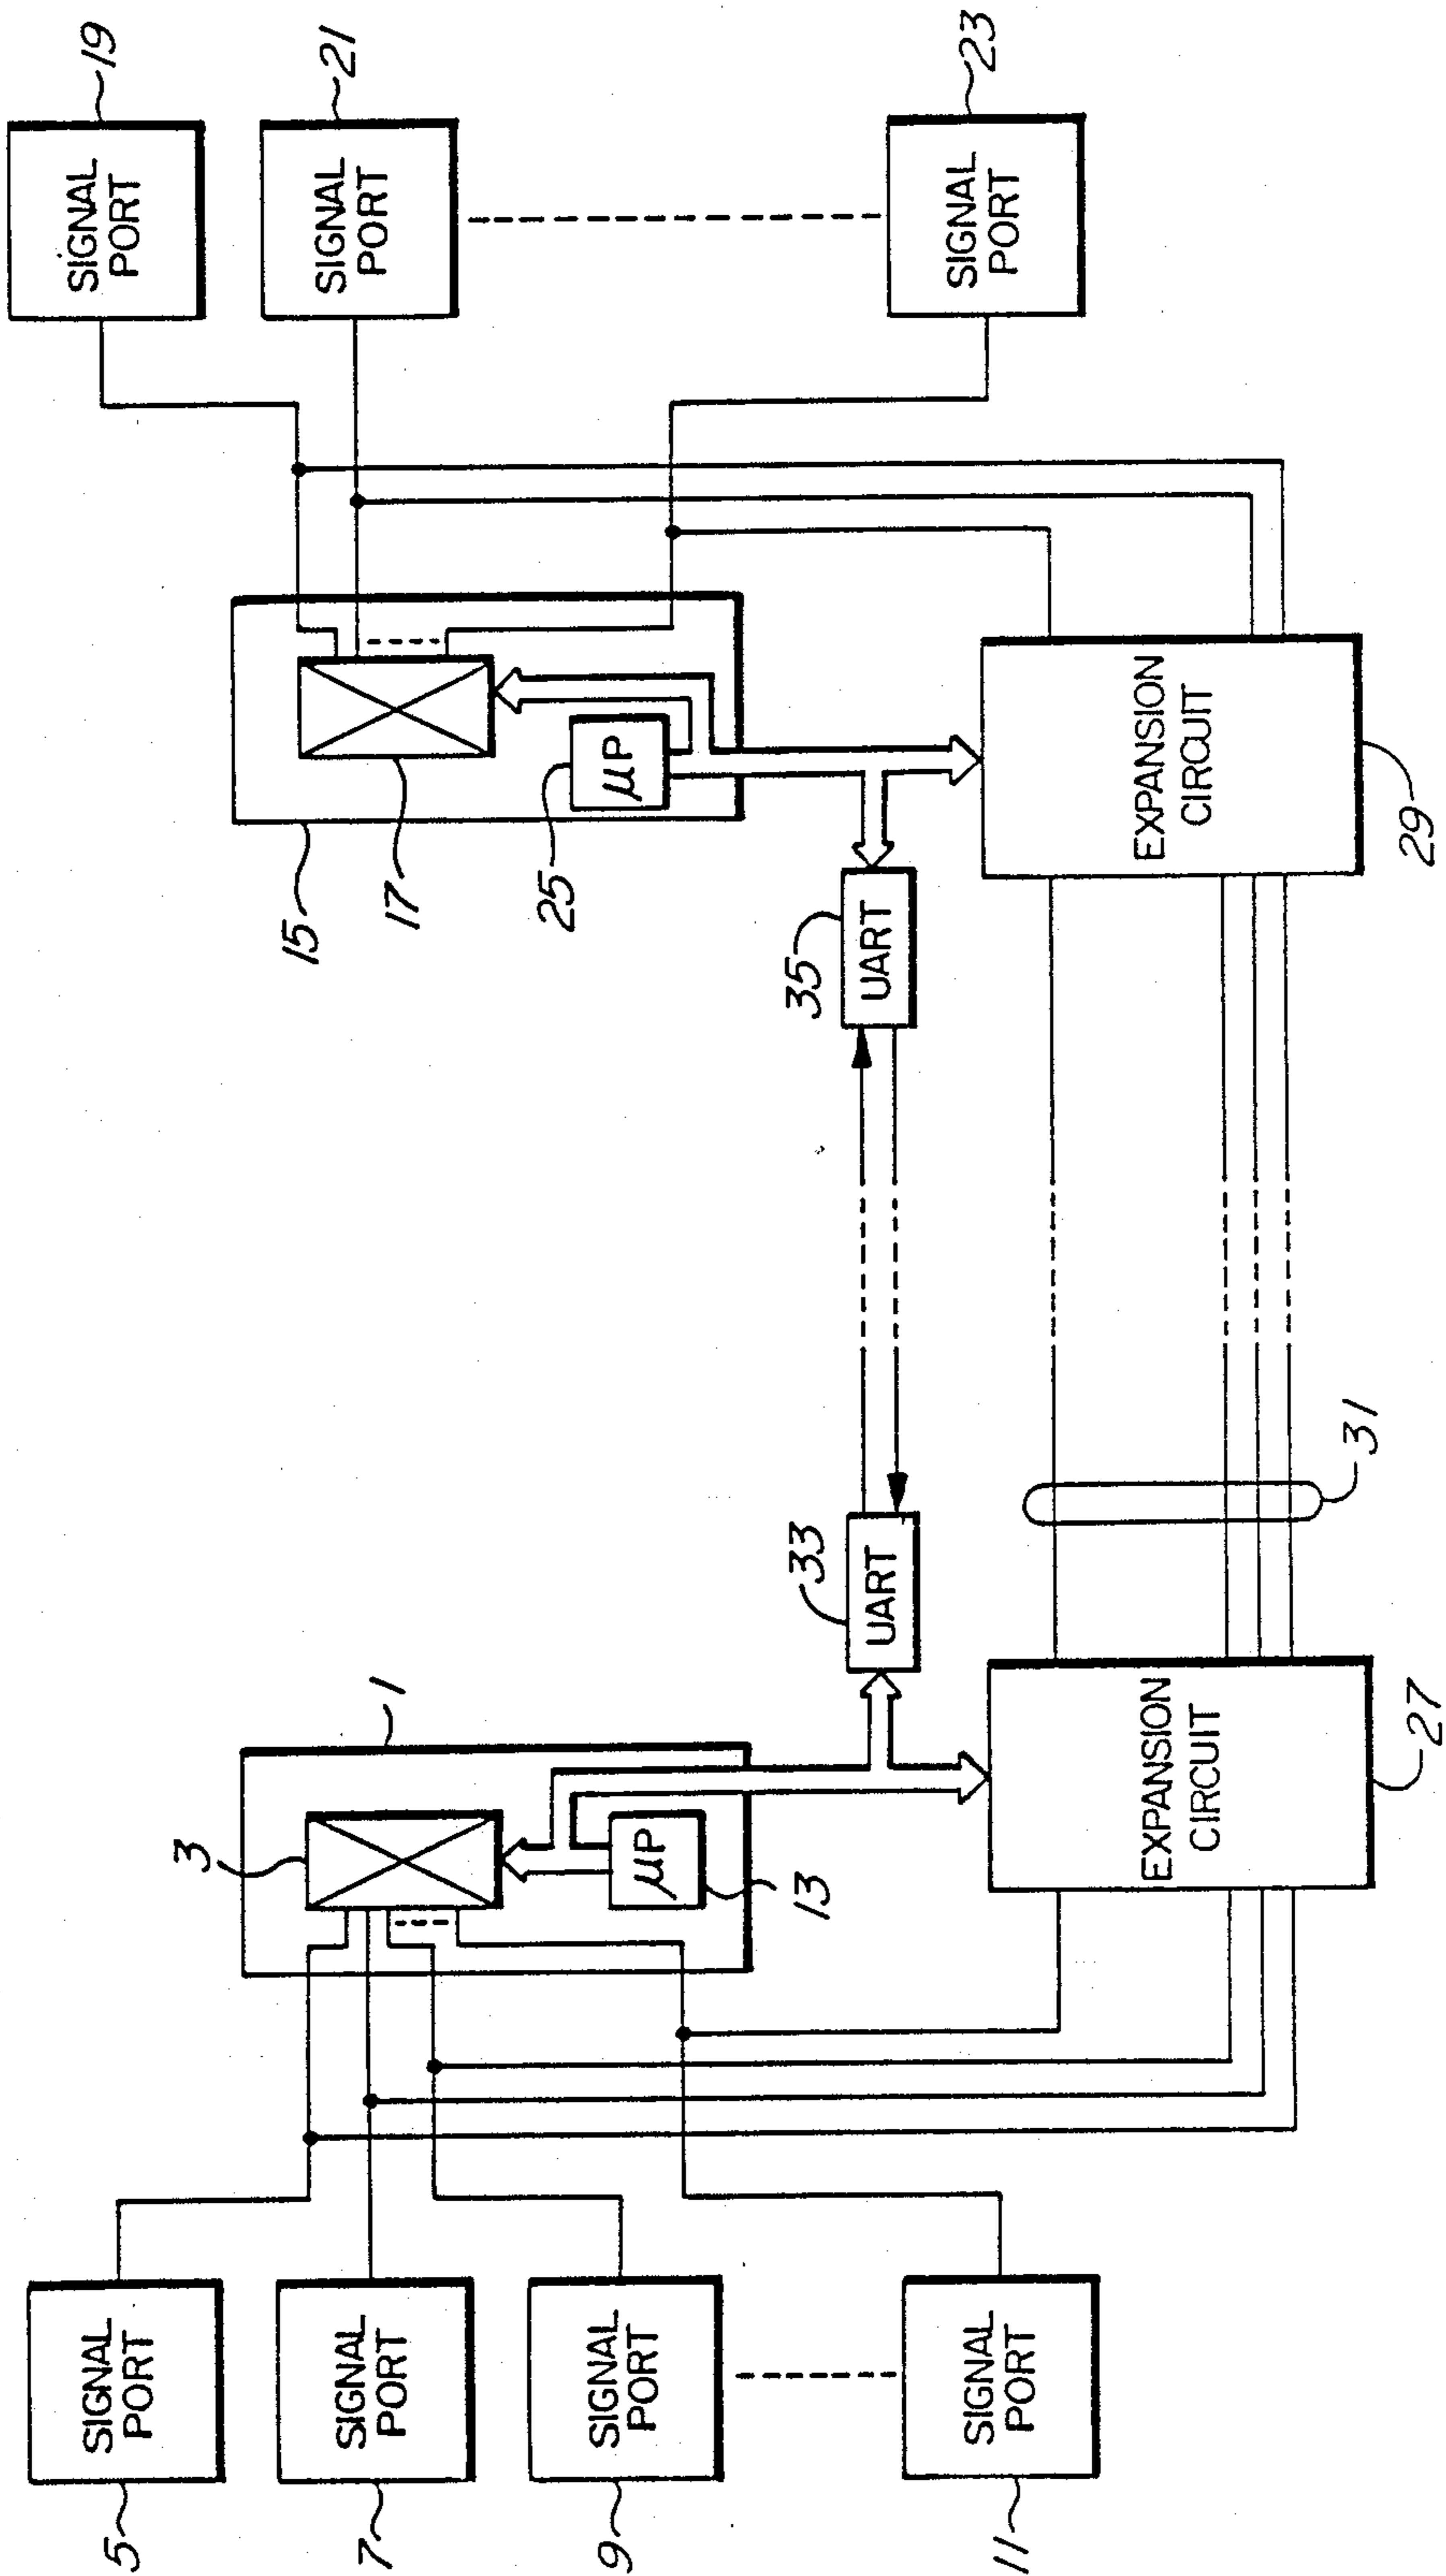 5
SIGNAL
PORT
7
SIGNAL
PORT
9
SIGNAL
PORT
11
SIGNAL
PORT
1
3
μP
13
33
UART
EXPANSION
CIRCUIT
27
31
35
UART
15
17
25
μP
EXPANSION
CIRCUIT
29
SIGNAL
PORT
19
SIGNAL
PORT
21
SIGNAL
PORT
23